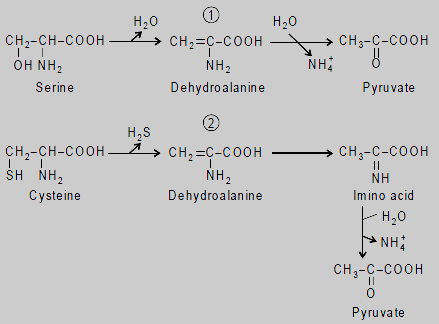 ①
H₂O H₂O
CH₂–CH–COOH CH₂=C–COOH CH₃–C–COOH
OH NH₂ NH₂ NH₄⁺ O
Serine Dehydroalanine Pyruvate
②
H₂S
CH₂–CH–COOH CH₂=C–COOH CH₃–C–COOH
SH NH₂ NH₂ NH
Cysteine Dehydroalanine Imino acid
H₂O
NH₄⁺
CH₃–C–COOH
O
Pyruvate